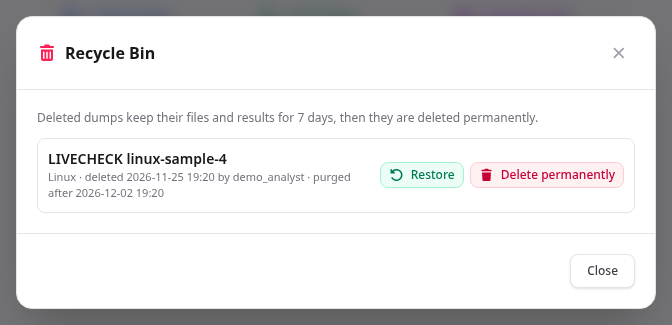 Recycle Bin
Deleted dumps keep their files and results for 7 days, then they are deleted permanently.
LIVECHECK linux-sample-4
Linux · deleted 2026-11-25 19:20 by demo_analyst · purged
after 2026-12-02 19:20
Restore
Delete permanently
Close